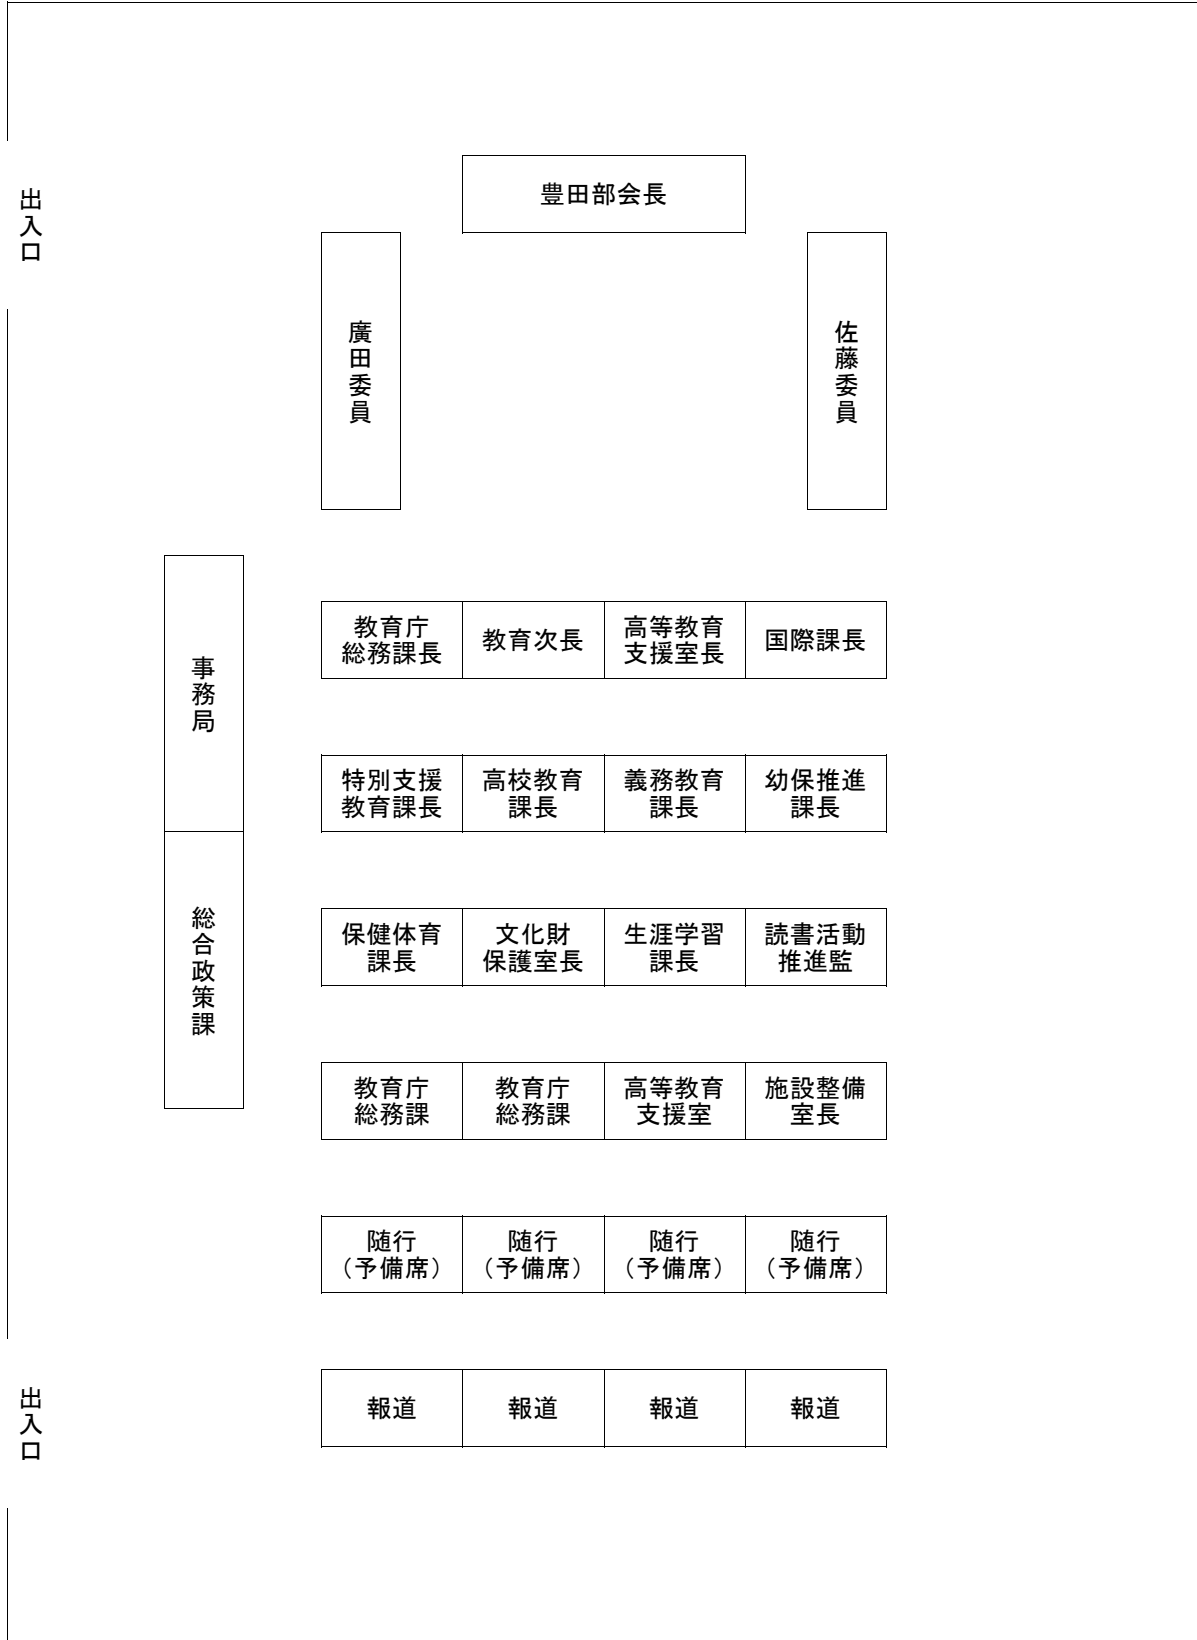 出入口
豊田部会長
廣田委員
佐藤委員
事務局
総合政策課
教育庁
総務課長
教育次長
高等教育
支援室長
国際課長
特別支援
教育課長
高校教育
課長
義務教育
課長
幼保推進
課長
保健体育
課長
文化財
保護室長
生涯学習
課長
読書活動
推進監
教育庁
総務課
教育庁
総務課
高等教育
支援室
施設整備
室長
随行
（予備席）
随行
（予備席）
随行
（予備席）
随行
（予備席）
出入口
報道
報道
報道
報道